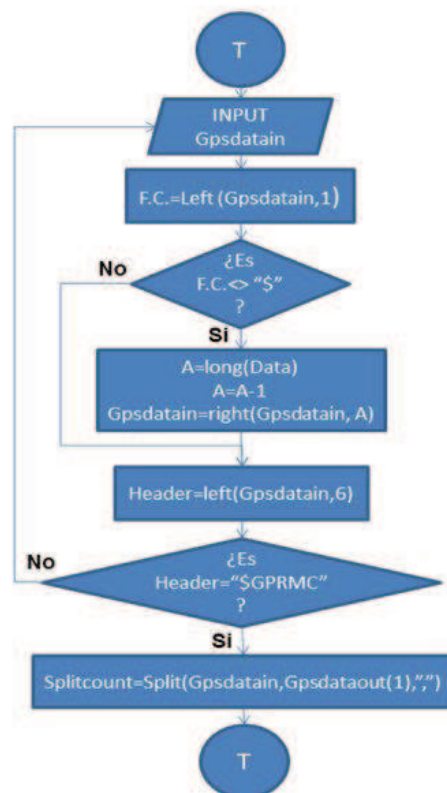 T
INPUT
Gpsdatain
F.C.=Left (Gpsdatain,1)
¿Es
F.C.<> “$”
?
No
Si
A=long(Data)
A=A-1
Gpsdatain=right(Gpsdatain, A)
Header=left(Gpsdatain,6)
¿Es
Header=“$GPRMC”
?
No
Si
Splitcount=Split(Gpsdatain,Gpsdataout(1),”,”)
T